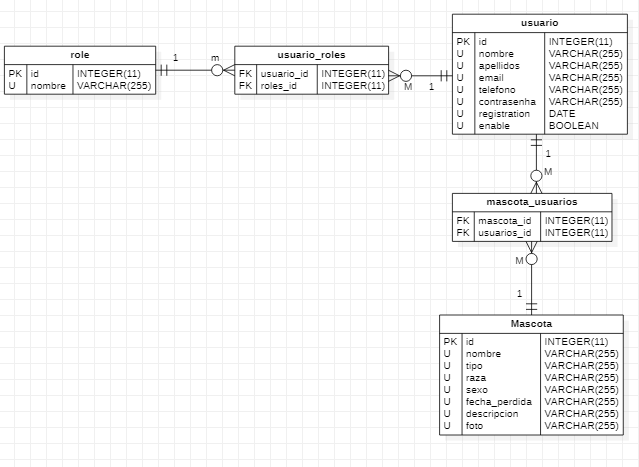 role
PK id INTEGER(11)
U nombre VARCHAR(255)
1
m
usuario_roles
FK usuario_id INTEGER(11)
FK roles_id INTEGER(11)
M
1
usuario
PK id INTEGER(11)
U nombre VARCHAR(255)
U apellidos VARCHAR(255)
U email VARCHAR(255)
U telefono VARCHAR(255)
U contrasenha VARCHAR(255)
U registration DATE
U enable BOOLEAN
1
M
mascota_usuarios
FK mascota_id INTEGER(11)
FK usuarios_id INTEGER(11)
M
1
Mascota
PK id INTEGER(11)
U nombre VARCHAR(255)
U tipo VARCHAR(255)
U raza VARCHAR(255)
U sexo VARCHAR(255)
U fecha_perdida VARCHAR(255)
U descripcion VARCHAR(255)
U foto VARCHAR(255)